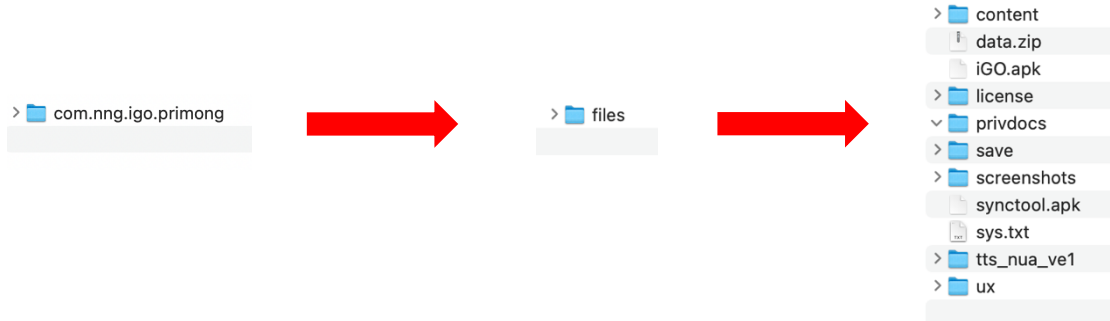 com.nng.igo.primong
files
content
data.zip
iGO.apk
license
privdocs
save
screenshots
synctool.apk
TXT
sys.txt
tts_nua_ve1
ux